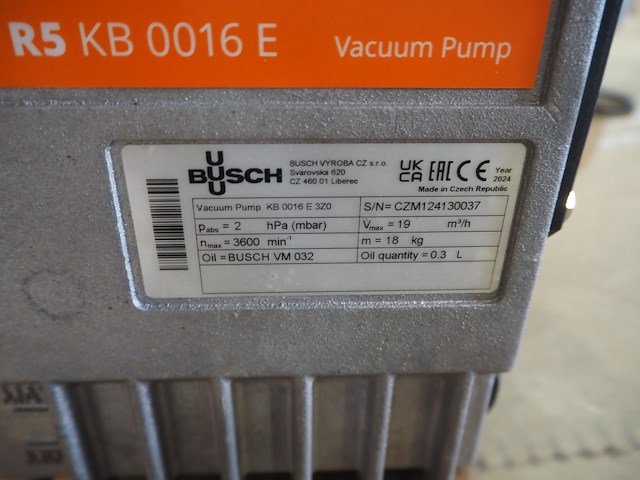 R5 KB 0016 E Vacuum Pump
BUSCH
BUSCH VYROBA CZ s.r.o.
Svarovska 620
CZ 460 01 Liberec
UK CA EAC CE Year 2024
Made in Czech Republic
Vacuum Pump KB 0016 E 3Z0 S/N= CZM124130037
pabs = 2 hPa (mbar) V̇max = 19 m³/h
nmax = 3600 min⁻¹ m = 18 kg
Oil = BUSCH VM 032 Oil quantity = 0.3 L